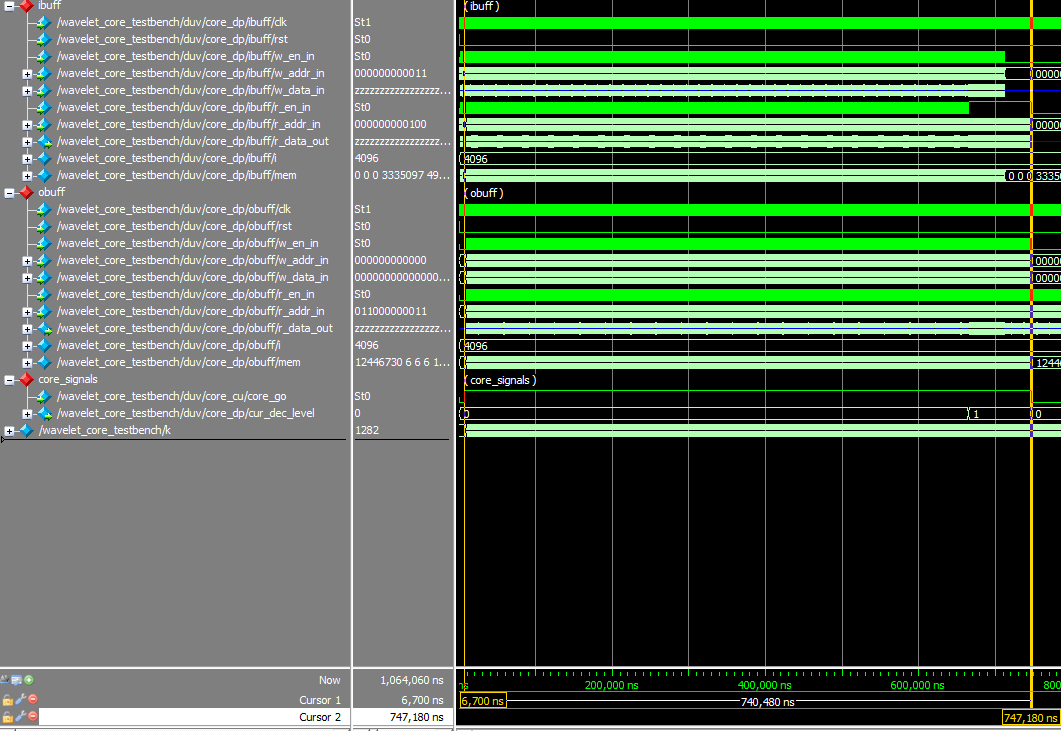 ibuff ( ibuff )
/wavelet_core_testbench/duv/core_dp/ibuff/clk St1
/wavelet_core_testbench/duv/core_dp/ibuff/rst St0
/wavelet_core_testbench/duv/core_dp/ibuff/w_en_in St0
/wavelet_core_testbench/duv/core_dp/ibuff/w_addr_in 000000000011 0000
/wavelet_core_testbench/duv/core_dp/ibuff/w_data_in zzzzzzzzzzzzzzzzz...
/wavelet_core_testbench/duv/core_dp/ibuff/r_en_in St0
/wavelet_core_testbench/duv/core_dp/ibuff/r_addr_in 000000000100 0000
/wavelet_core_testbench/duv/core_dp/ibuff/r_data_out zzzzzzzzzzzzzzzzz...
/wavelet_core_testbench/duv/core_dp/ibuff/i 4096 4096
/wavelet_core_testbench/duv/core_dp/ibuff/mem 0 0 0 3335097 49... 0 0 0 3335
obuff ( obuff )
/wavelet_core_testbench/duv/core_dp/obuff/clk St1
/wavelet_core_testbench/duv/core_dp/obuff/rst St0
/wavelet_core_testbench/duv/core_dp/obuff/w_en_in St0
/wavelet_core_testbench/duv/core_dp/obuff/w_addr_in 000000000000 0000
/wavelet_core_testbench/duv/core_dp/obuff/w_data_in 00000000000000... 0000
/wavelet_core_testbench/duv/core_dp/obuff/r_en_in St0
/wavelet_core_testbench/duv/core_dp/obuff/r_addr_in 011000000011
/wavelet_core_testbench/duv/core_dp/obuff/r_data_out zzzzzzzzzzzzzzzzz...
/wavelet_core_testbench/duv/core_dp/obuff/i 4096 4096
/wavelet_core_testbench/duv/core_dp/obuff/mem 12446730 6 6 6 1... 1244
core_signals ( core_signals )
/wavelet_core_testbench/duv/core_cu/core_go St0
/wavelet_core_testbench/duv/core_dp/cur_dec_level 0 0 1 0
/wavelet_core_testbench/k 1282
Now 1,064,060 ns ns 200,000 ns 400,000 ns 600,000 ns 800
Cursor 1 6,700 ns 6,700 ns 740,480 ns
Cursor 2 747,180 ns 747,180 ns